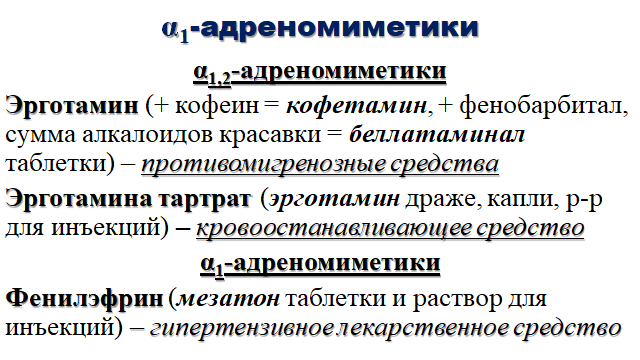 α1-адреномиметики
α1,2-адреномиметики
Эрготамин (+ кофеин = кофетамин, + фенобарбитал,
сумма алкалоидов красавки = беллатаминал
таблетки) – противомигренозные средства
Эрготамина тартрат (эрготамин драже, капли, р-р
для инъекций) – кровоостанавливающее средство
α1-адреномиметики
Фенилэфрин (мезатон таблетки и раствор для
инъекций) – гипертензивное лекарственное средство